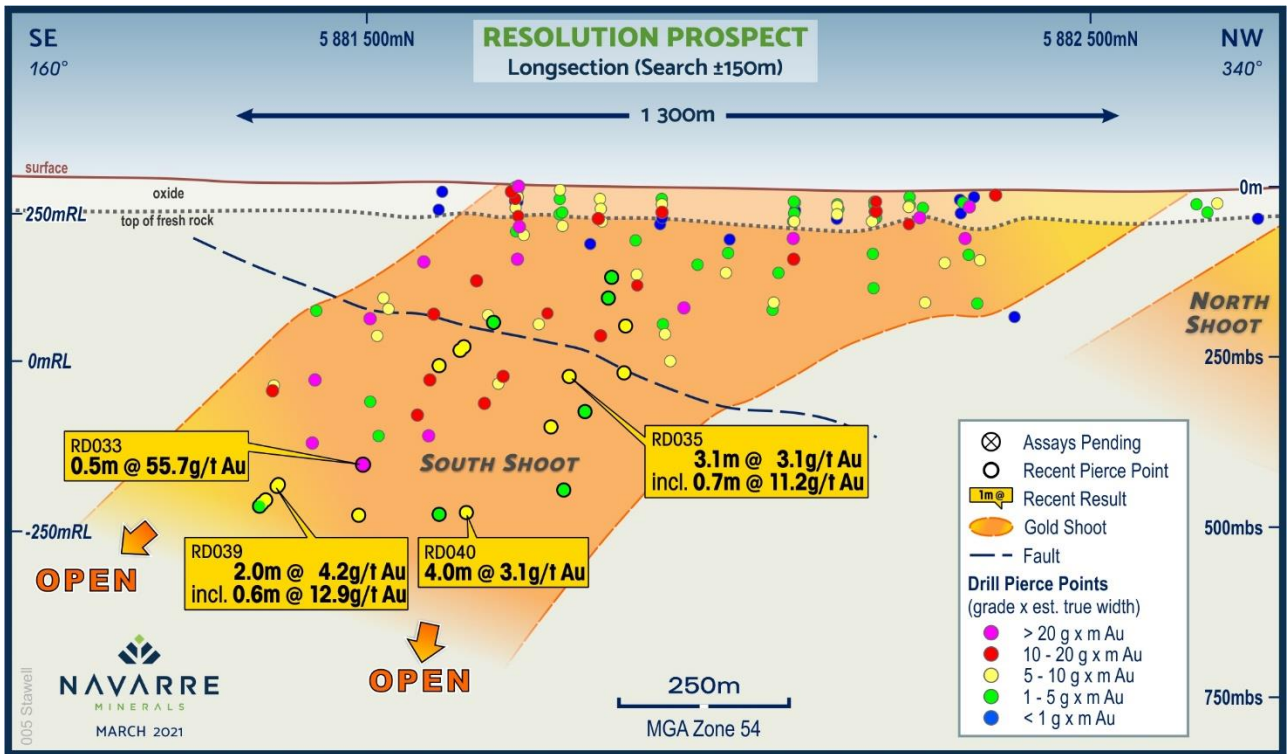 SE
160°
5 881 500mN
RESOLUTION PROSPECT
Longsection (Search ±150m)
5 882 500mN
NW
340°
1 300m
surface
oxide
top of fresh rock
0m
250mRL
0mRL
-250mRL
250mbs
500mbs
750mbs
NORTH
SHOOT
SOUTH SHOOT
RD033
0.5m @ 55.7g/t Au
RD035
3.1m @ 3.1g/t Au
incl. 0.7m @ 11.2g/t Au
RD039
2.0m @ 4.2g/t Au
incl. 0.6m @ 12.9g/t Au
RD040
4.0m @ 3.1g/t Au
OPEN
OPEN
Assays Pending
Recent Pierce Point
1m @
Recent Result
Gold Shoot
Fault
Drill Pierce Points
(grade x est. true width)
> 20 g x m Au
10 - 20 g x m Au
5 - 10 g x m Au
1 - 5 g x m Au
< 1 g x m Au
250m
MGA Zone 54
NAVARRE
MINERALS
MARCH 2021
005 Stawell